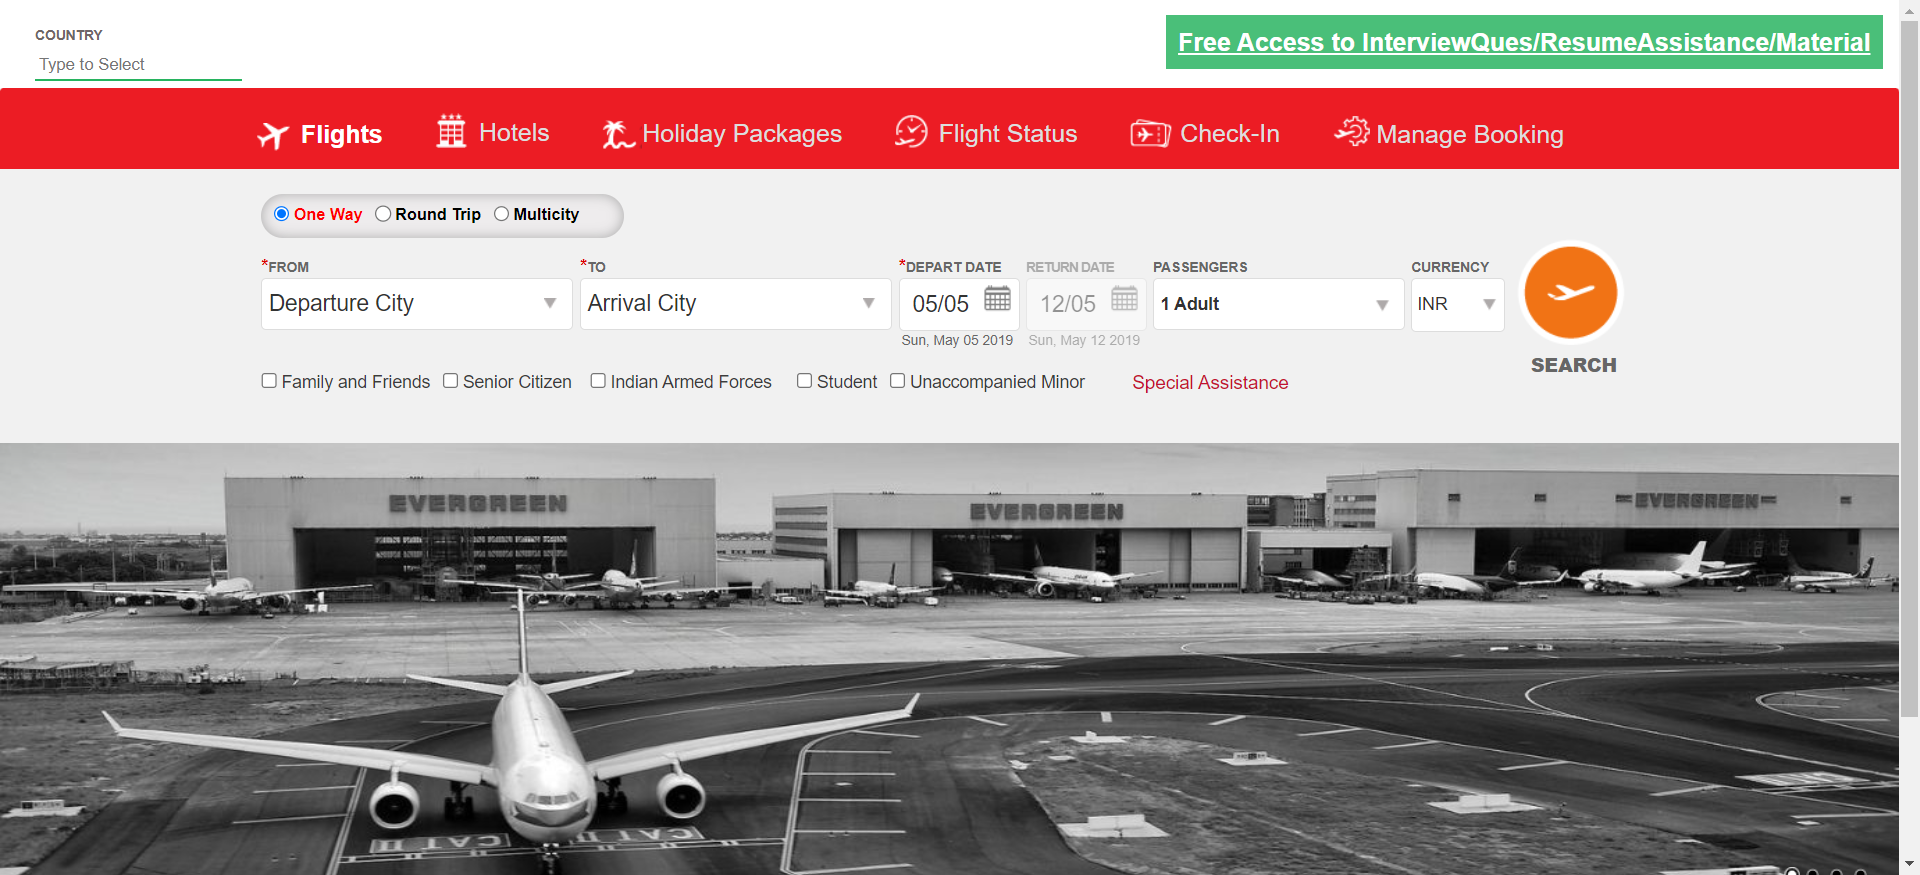 COUNTRY
Type to Select
Free Access to InterviewQues/ResumeAssistance/Material
Flights
Hotels
Holiday Packages
Flight Status
Check-In
Manage Booking
One Way
Round Trip
Multicity
*FROM
*TO
*DEPART DATE
RETURN DATE
PASSENGERS
CURRENCY
Departure City
Arrival City
05/05
12/05
1 Adult
INR
Sun, May 05 2019
Sun, May 12 2019
SEARCH
Family and Friends
Senior Citizen
Indian Armed Forces
Student
Unaccompanied Minor
Special Assistance
EVERGREEN
EVERGREEN
EVERGREEN
CAT II
CAT II